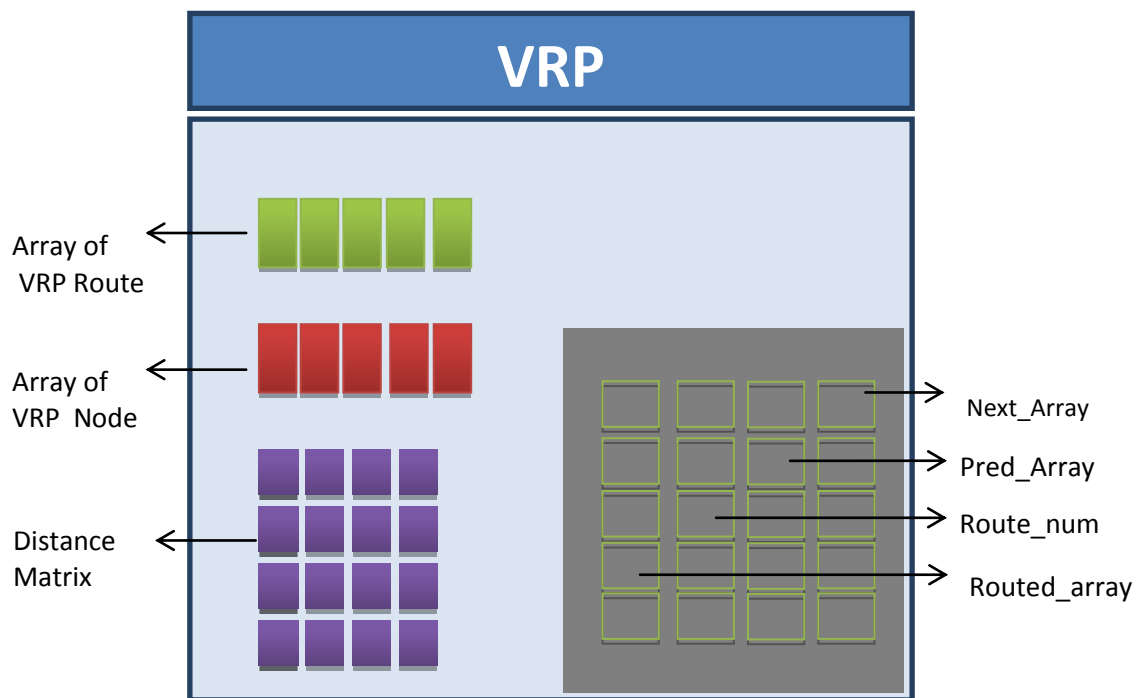 VRP
Array of
VRP Route
Array of
VRP Node
Distance
Matrix
Next_Array
Pred_Array
Route_num
Routed_array